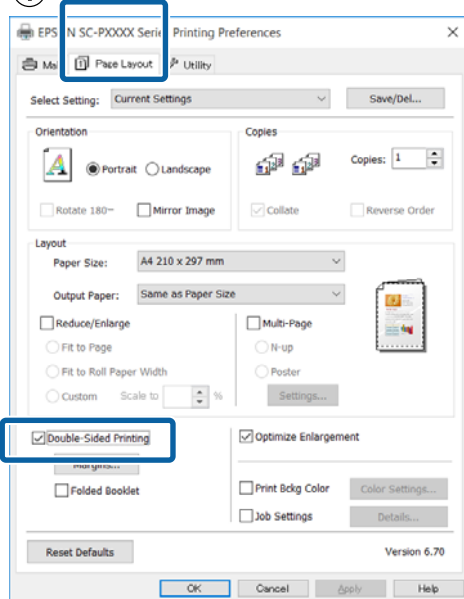 EPS N SC-PXXXX Serie Printing Preferences
Ma Page Layout Utility
Select Setting: Current Settings Save/Del...
Orientation Copies
A Portrait Landscape Copies: 1
Rotate 180° Mirror Image Collate Reverse Order
Layout
Paper Size: A4 210 x 297 mm
Output Paper: Same as Paper Size
Reduce/Enlarge Multi-Page
Fit to Page N-up
Fit to Roll Paper Width Poster
Custom Scale to % Settings...
Double-Sided Printing Optimize Enlargement
Margins...
Folded Booklet Print Bckg Color Color Settings...
Job Settings Details...
Reset Defaults Version 6.70
OK Cancel Apply Help